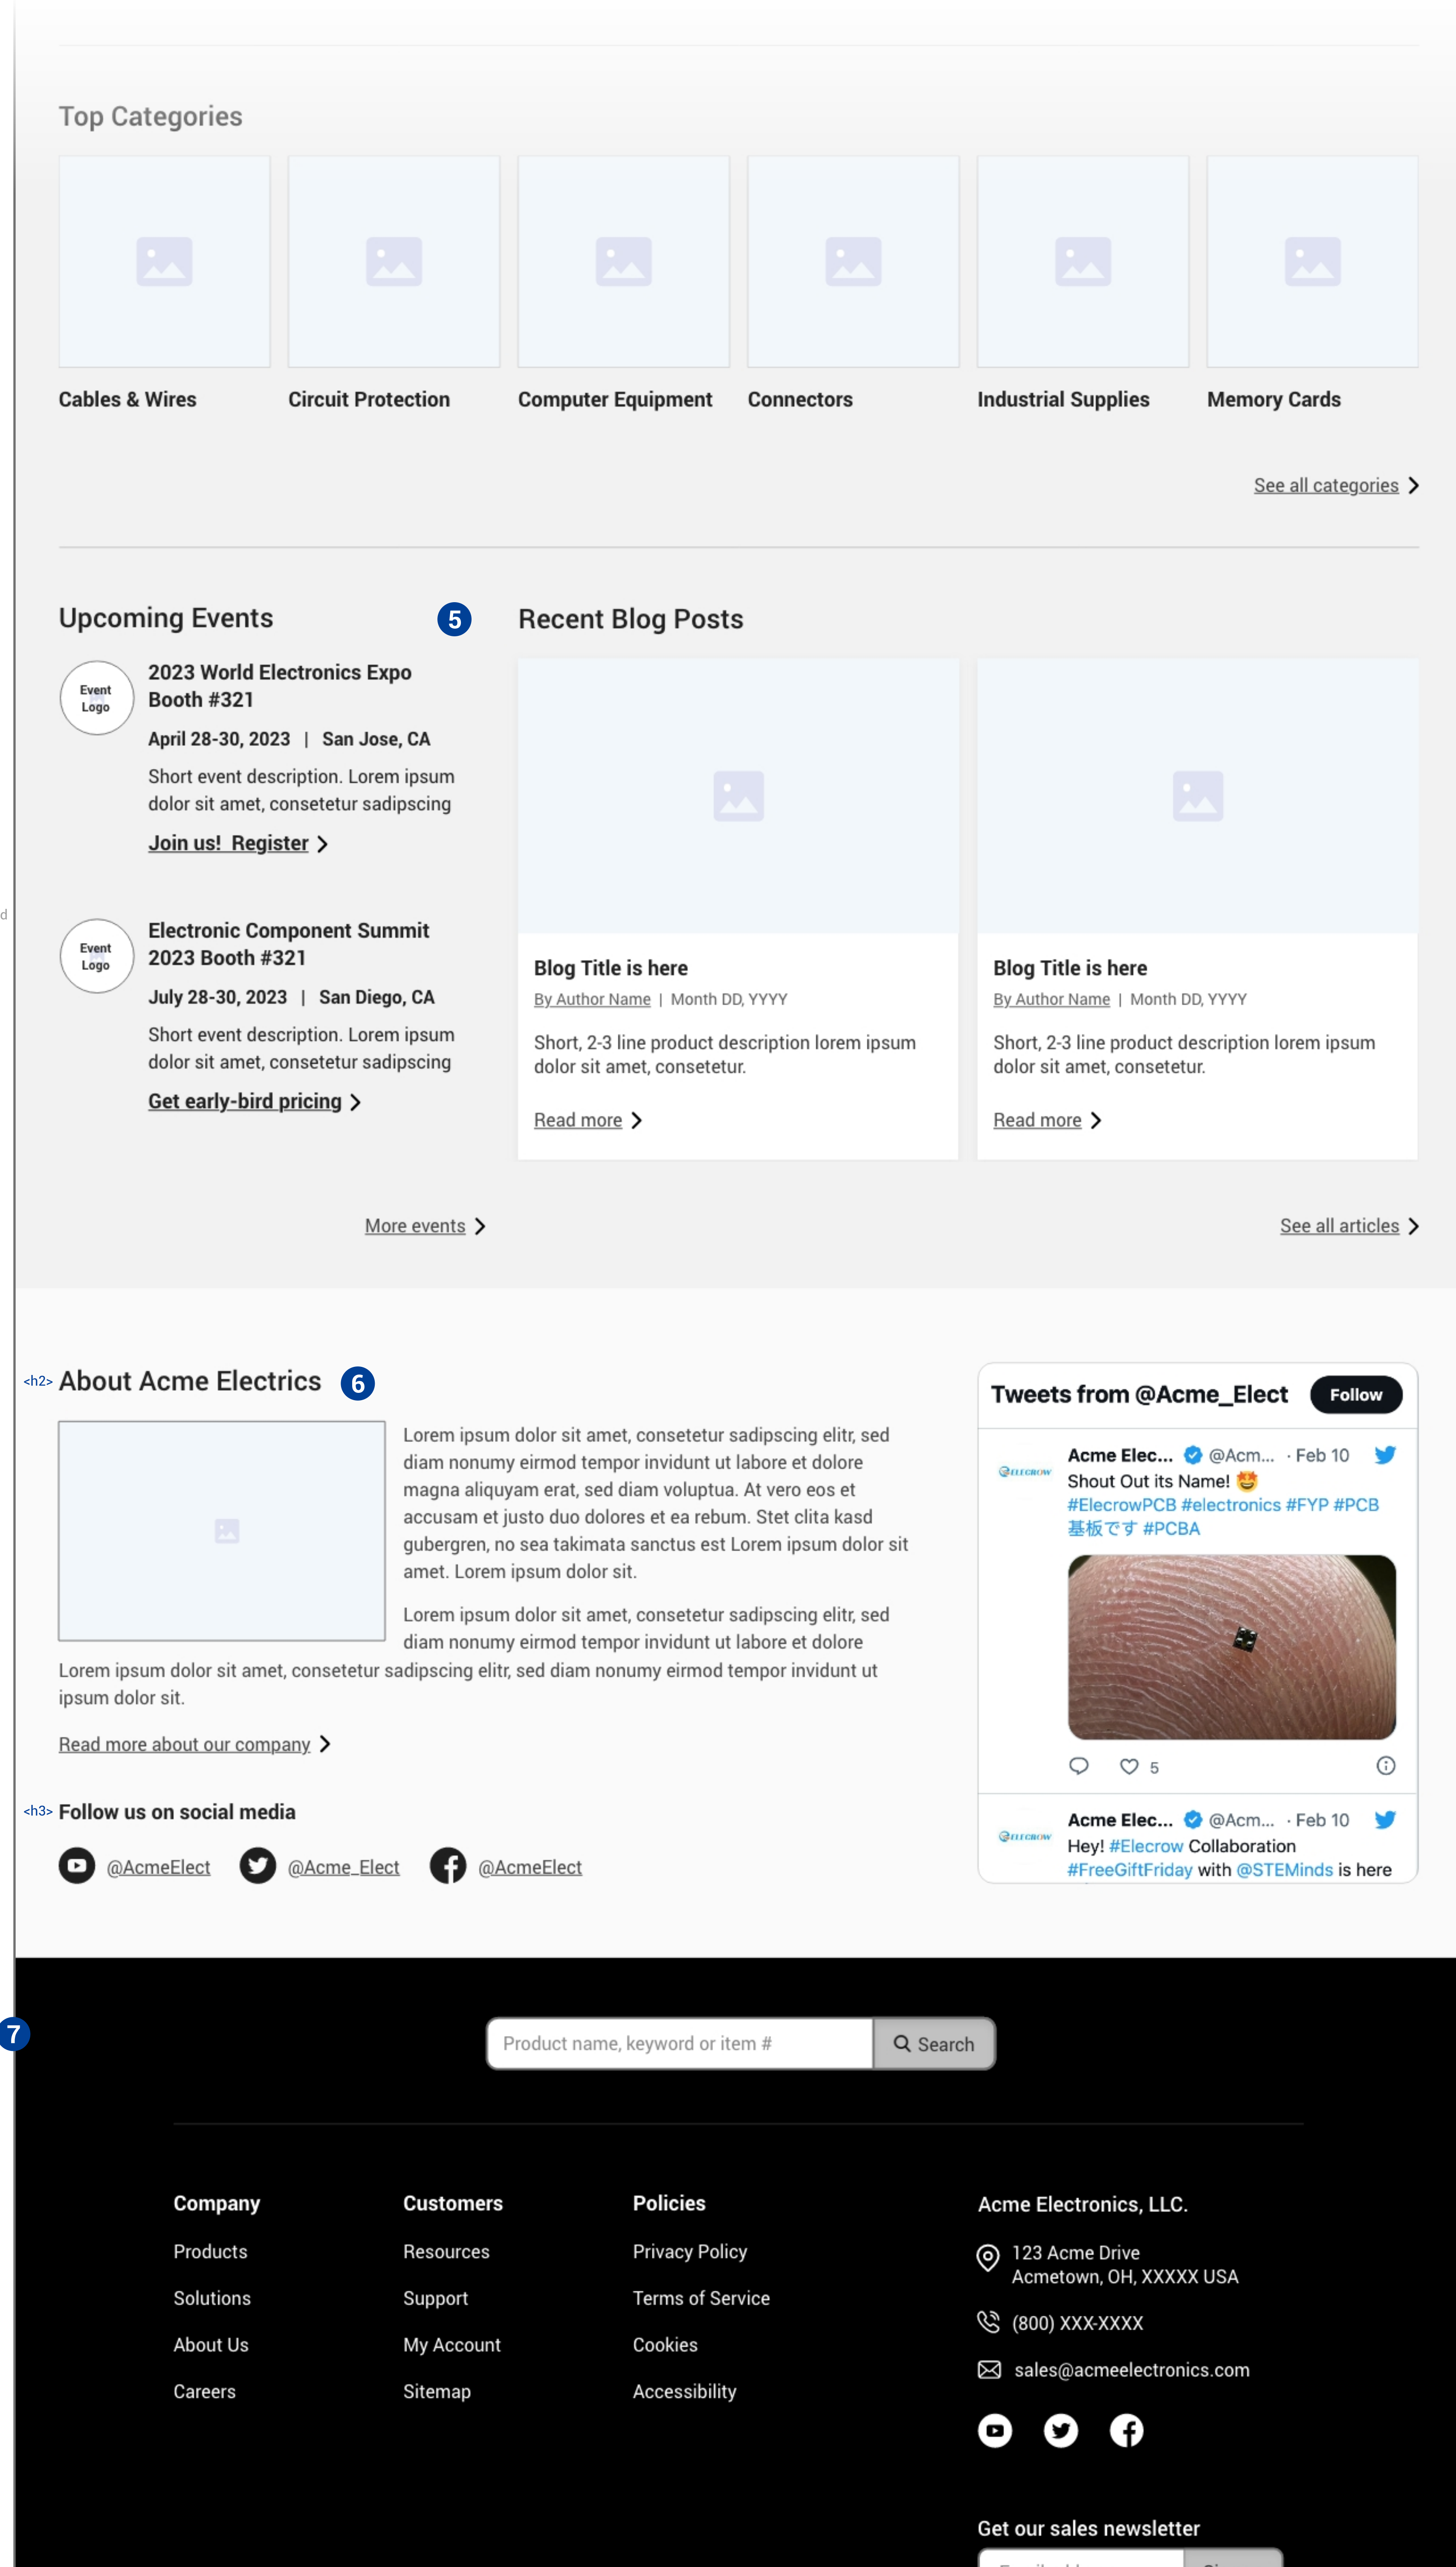 Top Categories
Cables & Wires
Circuit Protection
Computer Equipment
Connectors
Industrial Supplies
Memory Cards
See all categories
Upcoming Events
5
Event
Logo
2023 World Electronics Expo
Booth #321
April 28-30, 2023 | San Jose, CA
Short event description. Lorem ipsum
dolor sit amet, consetetur sadipscing
Join us! Register
d
Event
Logo
Electronic Component Summit
2023 Booth #321
July 28-30, 2023 | San Diego, CA
Short event description. Lorem ipsum
dolor sit amet, consetetur sadipscing
Get early-bird pricing
More events
Recent Blog Posts
Blog Title is here
By Author Name | Month DD, YYYY
Short, 2-3 line product description lorem ipsum
dolor sit amet, consetetur.
Read more
Blog Title is here
By Author Name | Month DD, YYYY
Short, 2-3 line product description lorem ipsum
dolor sit amet, consetetur.
Read more
See all articles
<h2> About Acme Electrics 6
Lorem ipsum dolor sit amet, consetetur sadipscing elitr, sed
diam nonumy eirmod tempor invidunt ut labore et dolore
magna aliquyam erat, sed diam voluptua. At vero eos et
accusam et justo duo dolores et ea rebum. Stet clita kasd
gubergren, no sea takimata sanctus est Lorem ipsum dolor sit
amet. Lorem ipsum dolor sit.
Lorem ipsum dolor sit amet, consetetur sadipscing elitr, sed
diam nonumy eirmod tempor invidunt ut labore et dolore
Lorem ipsum dolor sit amet, consetetur sadipscing elitr, sed diam nonumy eirmod tempor invidunt ut
ipsum dolor sit.
Read more about our company
<h3> Follow us on social media
@AcmeElect
@Acme_Elect
@AcmeElect
Tweets from @Acme_Elect
Follow
ELECROW
Acme Elec... @Acm... · Feb 10
Shout Out its Name! 🤩
#ElecrowPCB #electronics #FYP #PCB
基板です #PCBA
5
ELECROW
Acme Elec... @Acm... · Feb 10
Hey! #Elecrow Collaboration
#FreeGiftFriday with @STEMinds is here
7
Product name, keyword or item #
Search
Company
Products
Solutions
About Us
Careers
Customers
Resources
Support
My Account
Sitemap
Policies
Privacy Policy
Terms of Service
Cookies
Accessibility
Acme Electronics, LLC.
123 Acme Drive
Acmetown, OH, XXXXX USA
(800) XXX-XXXX
sales@acmeelectronics.com
Get our sales newsletter